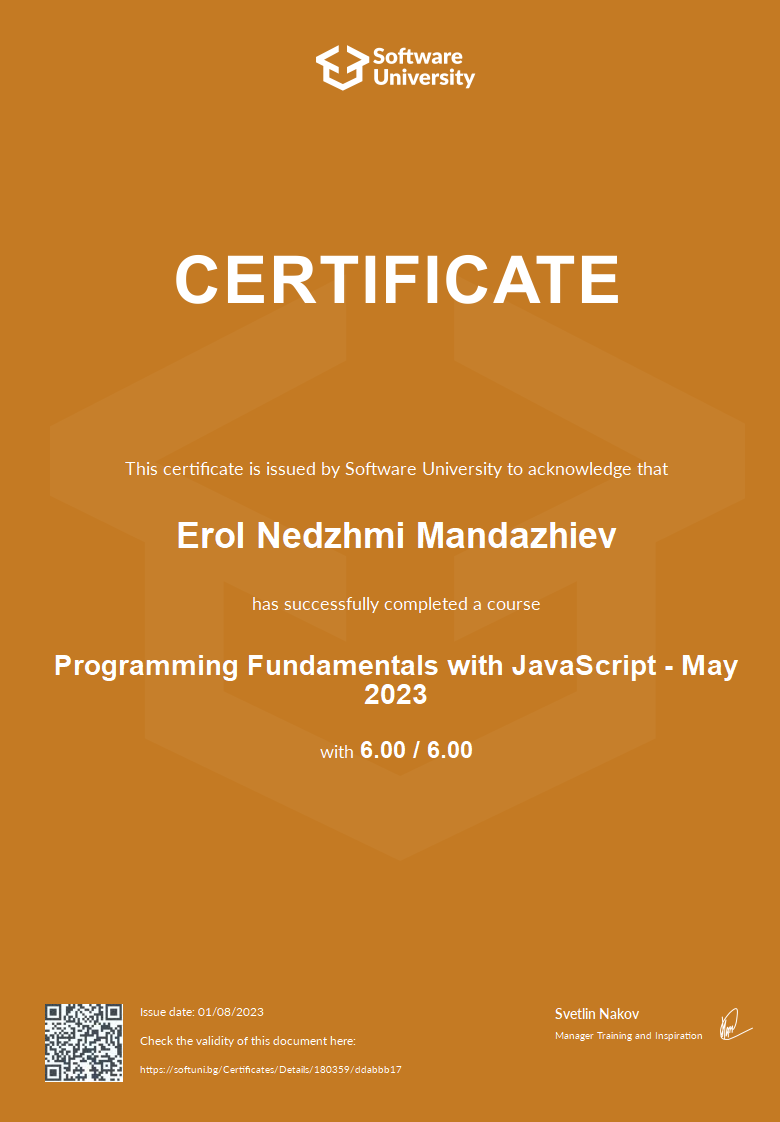 Software
University
CERTIFICATE
This certificate is issued by Software University to acknowledge that
Erol Nedzhmi Mandazhiev
has successfully completed a course
Programming Fundamentals with JavaScript - May
2023
with 6.00 / 6.00
Issue date: 01/08/2023
Check the validity of this document here:
https://softuni.bg/Certificates/Details/180359/ddabbb17
Svetlin Nakov
Manager Training and Inspiration